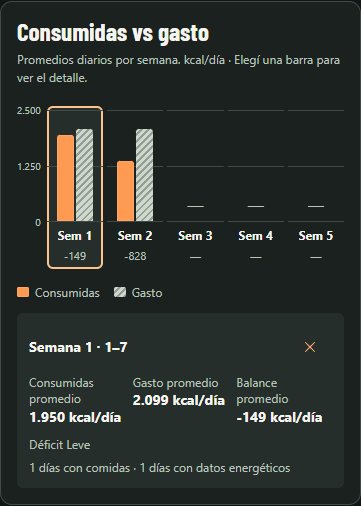 Consumidas vs gasto
Promedios diarios por semana. kcal/día · Elegí una barra para
ver el detalle.
2.500
1.250
0
Sem 1 Sem 2 Sem 3 Sem 4 Sem 5
-149 -828 — — —
Consumidas Gasto
Semana 1 · 1–7
Consumidas promedio
1.950 kcal/día
Gasto promedio
2.099 kcal/día
Balance promedio
-149 kcal/día
Déficit Leve
1 días con comidas · 1 días con datos energéticos